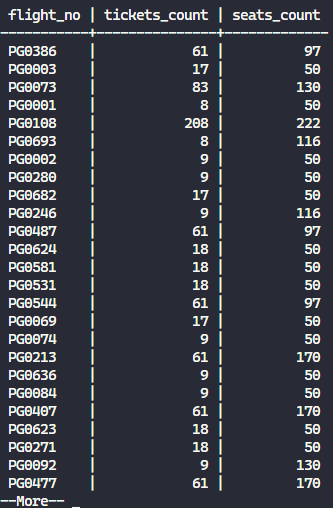 flight_no | tickets_count | seats_count
-----------+---------------+-------------
PG0386 | 61 | 97
PG0003 | 17 | 50
PG0073 | 83 | 130
PG0001 | 8 | 50
PG0108 | 208 | 222
PG0693 | 8 | 116
PG0002 | 9 | 50
PG0280 | 9 | 50
PG0682 | 17 | 50
PG0246 | 9 | 116
PG0487 | 61 | 97
PG0624 | 18 | 50
PG0581 | 18 | 50
PG0531 | 18 | 50
PG0544 | 61 | 97
PG0069 | 17 | 50
PG0074 | 9 | 50
PG0213 | 61 | 170
PG0636 | 9 | 50
PG0084 | 9 | 50
PG0407 | 61 | 170
PG0623 | 18 | 50
PG0271 | 18 | 50
PG0092 | 9 | 130
PG0477 | 61 | 170
--More-- _